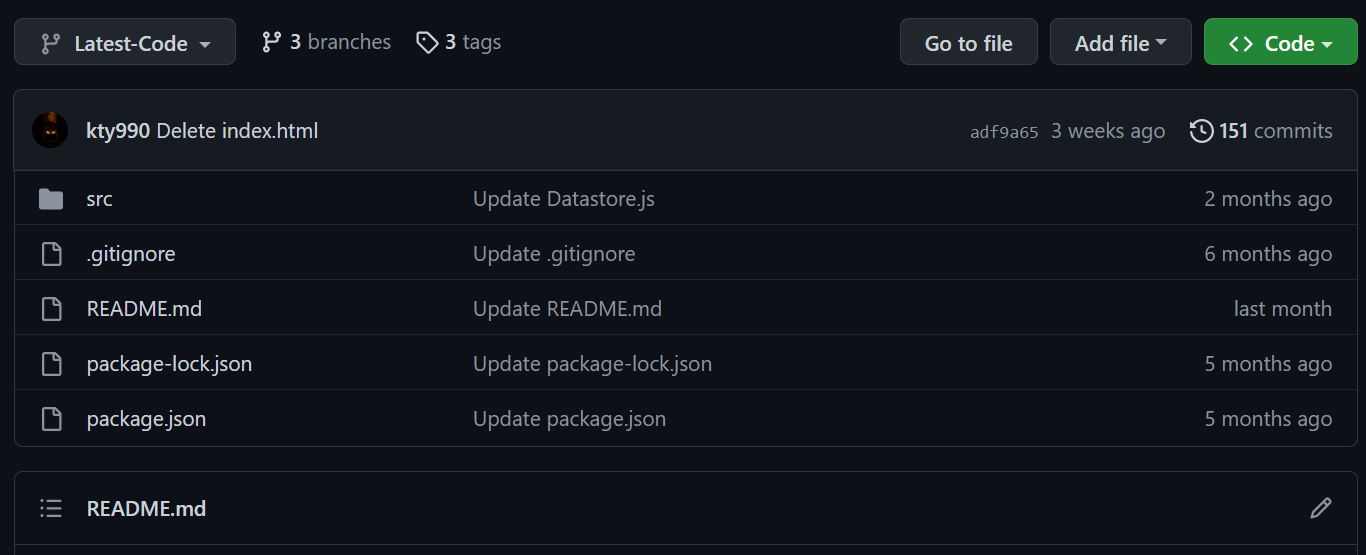 Latest-Code 3 branches 3 tags Go to file Add file Code
kty990 Delete index.html adf9a65 3 weeks ago 151 commits
src Update Datastore.js 2 months ago
.gitignore Update .gitignore 6 months ago
README.md Update README.md last month
package-lock.json Update package-lock.json 5 months ago
package.json Update package.json 5 months ago
README.md